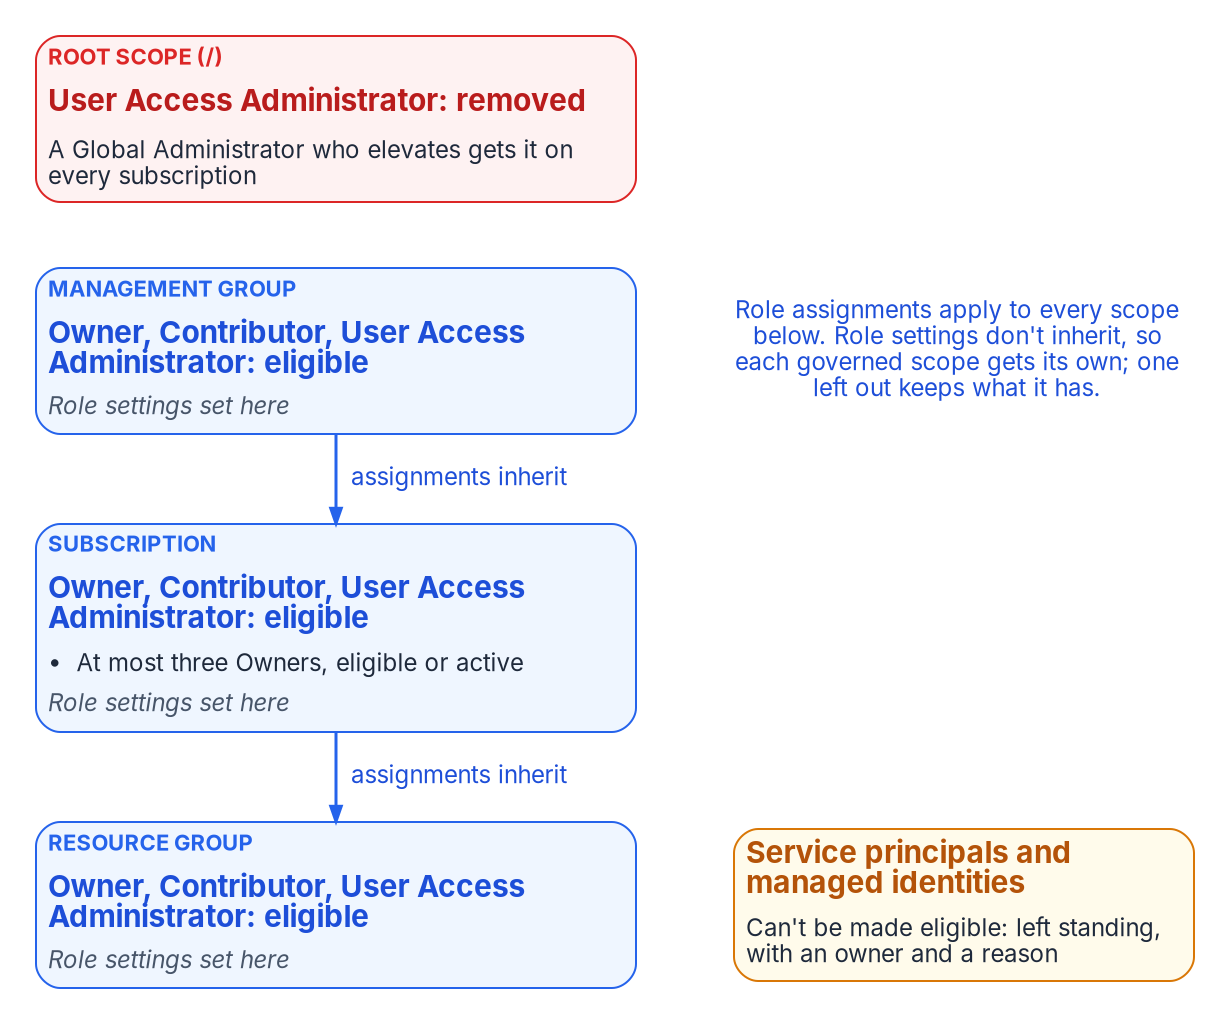 ROOT SCOPE (/)
User Access Administrator: removed
A Global Administrator who elevates gets it on
every subscription
MANAGEMENT GROUP
Owner, Contributor, User Access
Administrator: eligible
Role settings set here
Role assignments apply to every scope
below. Role settings don't inherit, so
each governed scope gets its own; one
left out keeps what it has.
assignments inherit
SUBSCRIPTION
Owner, Contributor, User Access
Administrator: eligible
• At most three Owners, eligible or active
Role settings set here
assignments inherit
RESOURCE GROUP
Owner, Contributor, User Access
Administrator: eligible
Role settings set here
Service principals and
managed identities
Can't be made eligible: left standing,
with an owner and a reason